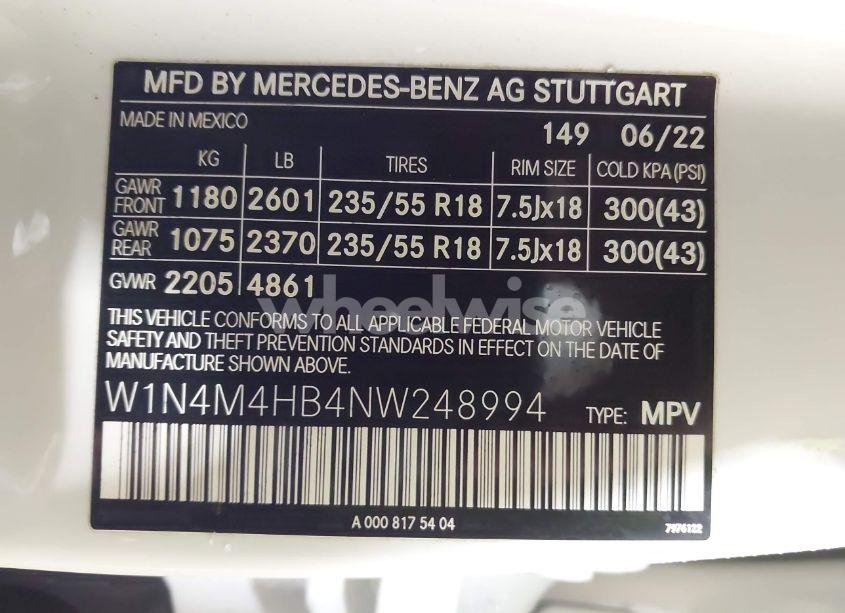 MFD BY MERCEDES-BENZ AG STUTTGART
MADE IN MEXICO 149 06/22
KG LB TIRES RIM SIZE COLD KPA (PSI)
GAWR FRONT 1180 2601 235/55 R18 7.5Jx18 300(43)
GAWR REAR 1075 2370 235/55 R18 7.5Jx18 300(43)
GVWR 2205 4861
wheelwise
THIS VEHICLE CONFORMS TO ALL APPLICABLE FEDERAL MOTOR VEHICLE
SAFETY AND THEFT PREVENTION STANDARDS IN EFFECT ON THE DATE OF
MANUFACTURE SHOWN ABOVE.
W1N4M4HB4NW248994 TYPE: MPV
A 000 817 54 04 7976122